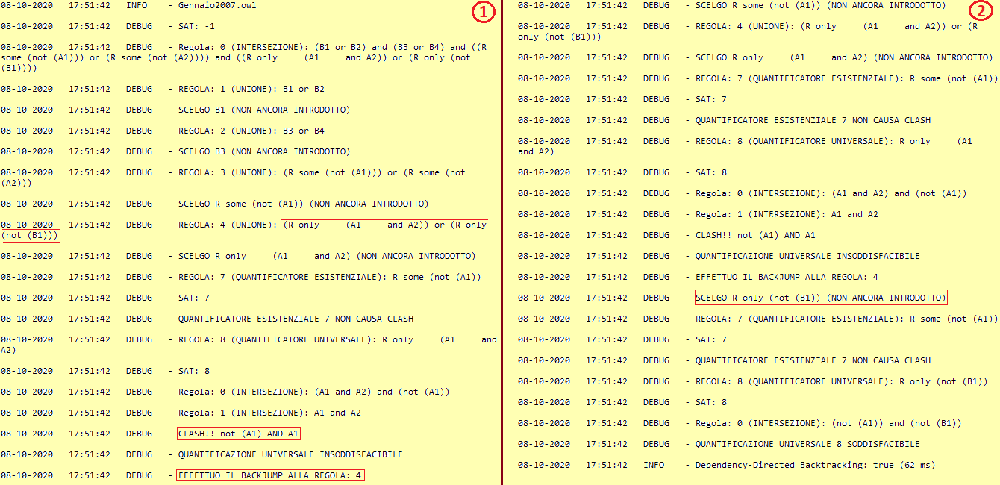 1
08-10-2020 17:51:42 INFO - Gennaio2007.owl
08-10-2020 17:51:42 DEBUG - SAT: -1
08-10-2020 17:51:42 DEBUG - Regola: 0 (INTERSEZIONE): (B1 or B2) and (B3 or B4) and ((R
some (not (A1))) or (R some (not (A2)))) and ((R only (A1 and A2)) or (R only (not
(B1))))
08-10-2020 17:51:42 DEBUG - REGOLA: 1 (UNIONE): B1 or B2
08-10-2020 17:51:42 DEBUG - SCELGO B1 (NON ANCORA INTRODOTTO)
08-10-2020 17:51:42 DEBUG - REGOLA: 2 (UNIONE): B3 or B4
08-10-2020 17:51:42 DEBUG - SCELGO B3 (NON ANCORA INTRODOTTO)
08-10-2020 17:51:42 DEBUG - REGOLA: 3 (UNIONE): (R some (not (A1))) or (R some (not
(A2)))
08-10-2020 17:51:42 DEBUG - SCELGO R some (not (A1)) (NON ANCORA INTRODOTTO)
08-10-2020 17:51:42 DEBUG - REGOLA: 4 (UNIONE): (R only (A1 and A2)) or (R only
(not (B1)))
08-10-2020 17:51:42 DEBUG - SCELGO R only (A1 and A2) (NON ANCORA INTRODOTTO)
08-10-2020 17:51:42 DEBUG - REGOLA: 7 (QUANTIFICATORE ESISTENZIALE): R some (not (A1))
08-10-2020 17:51:42 DEBUG - SAT: 7
08-10-2020 17:51:42 DEBUG - QUANTIFICATORE ESISTENZIALE 7 NON CAUSA CLASH
08-10-2020 17:51:42 DEBUG - REGOLA: 8 (QUANTIFICATORE UNIVERSALE): R only (A1 and
A2)
08-10-2020 17:51:42 DEBUG - SAT: 8
08-10-2020 17:51:42 DEBUG - Regola: 0 (INTERSEZIONE): (A1 and A2) and (not (A1))
08-10-2020 17:51:42 DEBUG - Regola: 1 (INTERSEZIONE): A1 and A2
08-10-2020 17:51:42 DEBUG - CLASH!! not (A1) AND A1
08-10-2020 17:51:42 DEBUG - QUANTIFICAZIONE UNIVERSALE INSODDISFACIBILE
08-10-2020 17:51:42 DEBUG - EFFETTUO IL BACKJUMP ALLA REGOLA: 4
2
08-10-2020 17:51:42 DEBUG - SCELGO R some (not (A1)) (NON ANCORA INTRODOTTO)
08-10-2020 17:51:42 DEBUG - REGOLA: 4 (UNIONE): (R only (A1 and A2)) or (R
only (not (B1)))
08-10-2020 17:51:42 DEBUG - SCELGO R only (A1 and A2) (NON ANCORA INTRODOTTO)
08-10-2020 17:51:42 DEBUG - REGOLA: 7 (QUANTIFICATORE ESISTENZIALE): R some (not (A1))
08-10-2020 17:51:42 DEBUG - SAT: 7
08-10-2020 17:51:42 DEBUG - QUANTIFICATORE ESISTENZIALE 7 NON CAUSA CLASH
08-10-2020 17:51:42 DEBUG - REGOLA: 8 (QUANTIFICATORE UNIVERSALE): R only (A1
and A2)
08-10-2020 17:51:42 DEBUG - SAT: 8
08-10-2020 17:51:42 DEBUG - Regola: 0 (INTERSEZIONE): (A1 and A2) and (not (A1))
08-10-2020 17:51:42 DEBUG - Regola: 1 (INTERSEZIONE): A1 and A2
08-10-2020 17:51:42 DEBUG - CLASH!! not (A1) AND A1
08-10-2020 17:51:42 DEBUG - QUANTIFICAZIONE UNIVERSALE INSODDISFACIBILE
08-10-2020 17:51:42 DEBUG - EFFETTUO IL BACKJUMP ALLA REGOLA: 4
08-10-2020 17:51:42 DEBUG - SCELGO R only (not (B1)) (NON ANCORA INTRODOTTO)
08-10-2020 17:51:42 DEBUG - REGOLA: 7 (QUANTIFICATORE ESISTENZIALE): R some (not (A1))
08-10-2020 17:51:42 DEBUG - SAT: 7
08-10-2020 17:51:42 DEBUG - QUANTIFICATORE ESISTENZIALE 7 NON CAUSA CLASH
08-10-2020 17:51:42 DEBUG - REGOLA: 8 (QUANTIFICATORE UNIVERSALE): R only (not (B1))
08-10-2020 17:51:42 DEBUG - SAT: 8
08-10-2020 17:51:42 DEBUG - Regola: 0 (INTERSEZIONE): (not (A1)) and (not (B1))
08-10-2020 17:51:42 DEBUG - QUANTIFICAZIONE UNIVERSALE 8 SODDISFACIBILE
08-10-2020 17:51:42 INFO - Dependency-Directed Backtracking: true (62 ms)